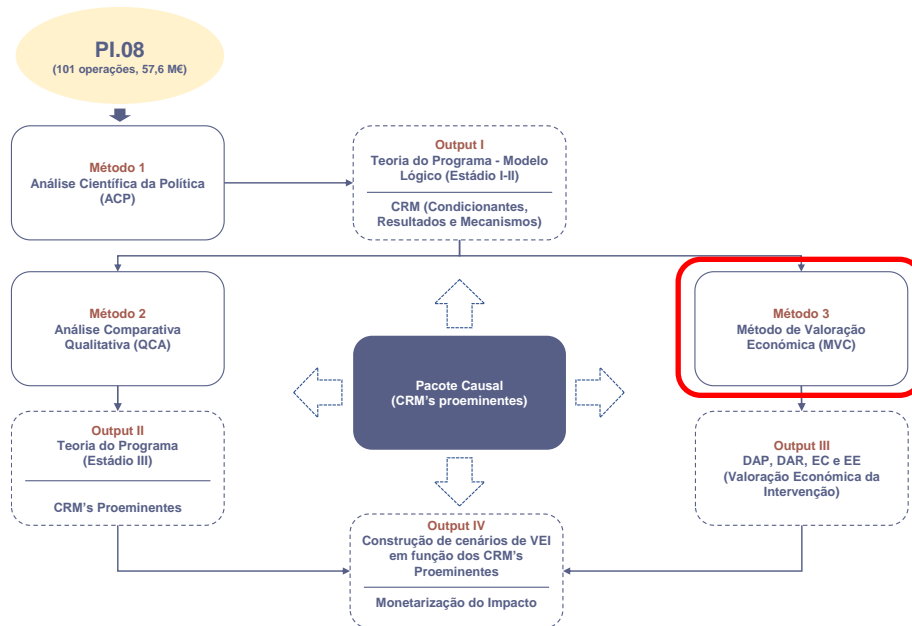 PI.08
(101 operações, 57,6 M€)
Método 1
Análise Científica da Política
(ACP)
Output I
Teoria do Programa - Modelo
Lógico (Estádio I-II)
CRM (Condicionantes,
Resultados e Mecanismos)
Método 2
Análise Comparativa
Qualitativa (QCA)
Pacote Causal
(CRM's proeminentes)
Método 3
Método de Valoração
Económica (MVC)
Output II
Teoria do Programa
(Estádio III)
CRM's Proeminentes
Output III
DAP, DAR, EC e EE
(Valoração Económica da
Intervenção)
Output IV
Construção de cenários de VEI
em função dos CRM's
Proeminentes
Monetarização do Impacto